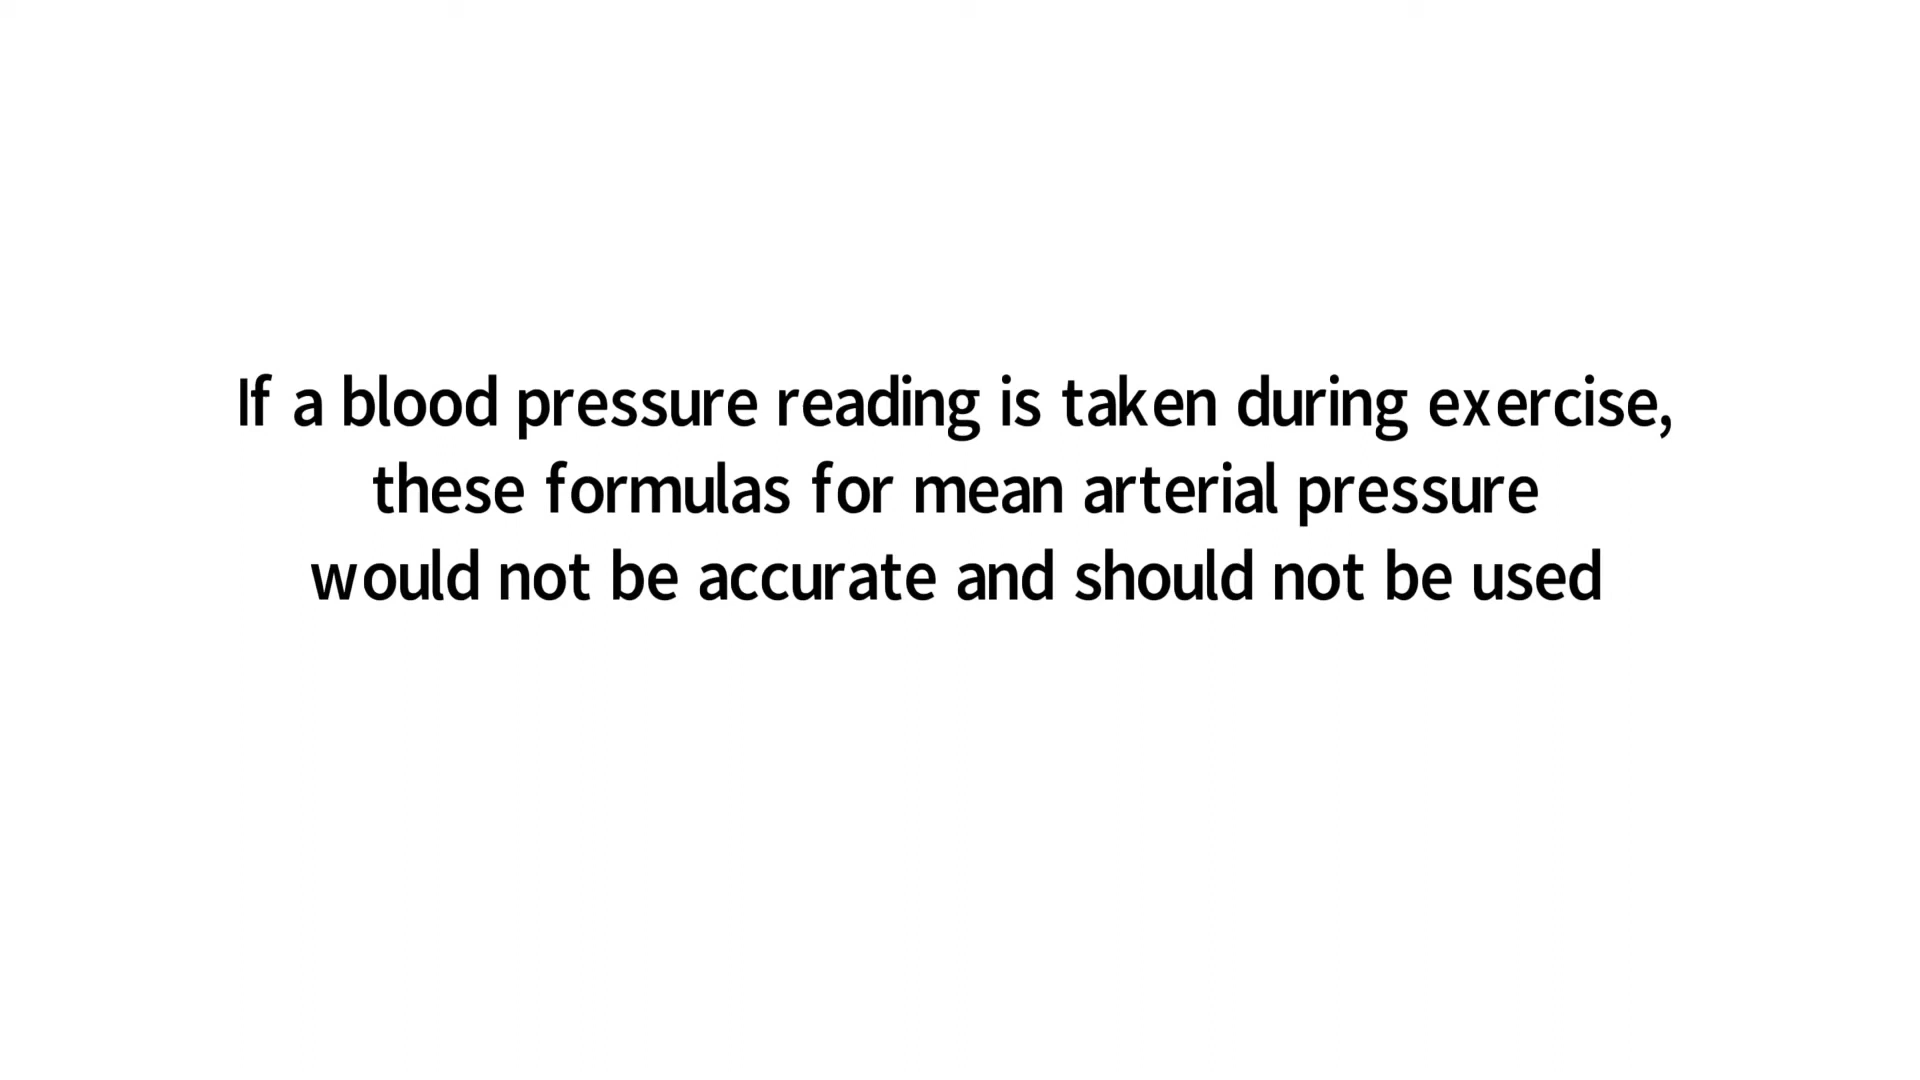 If a blood pressure reading is taken during exercise,
these formulas for mean arterial pressure
would not be accurate and should not be used